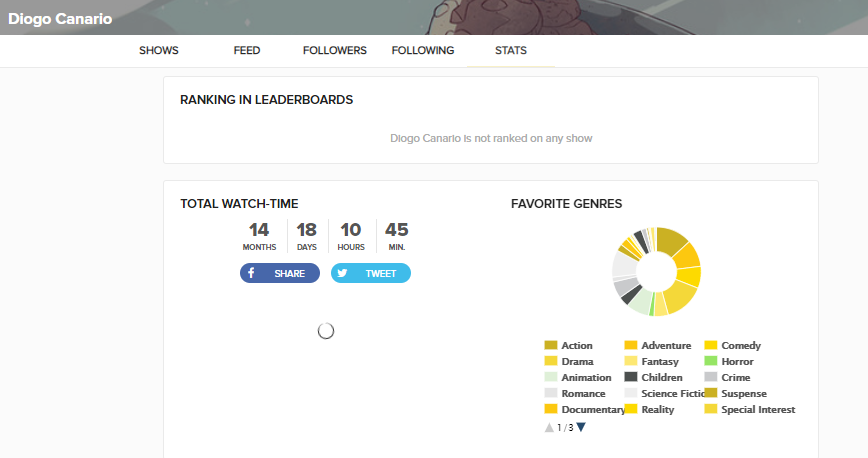 Diogo Canario
SHOWS FEED FOLLOWERS FOLLOWING STATS
RANKING IN LEADERBOARDS
Diogo Canario is not ranked on any show
TOTAL WATCH-TIME
14 18 10 45
MONTHS DAYS HOURS MIN.
SHARE TWEET
FAVORITE GENRES
Action Adventure Comedy
Drama Fantasy Horror
Animation Children Crime
Romance Science Fictio Suspense
Documentary Reality Special Interest
1/3